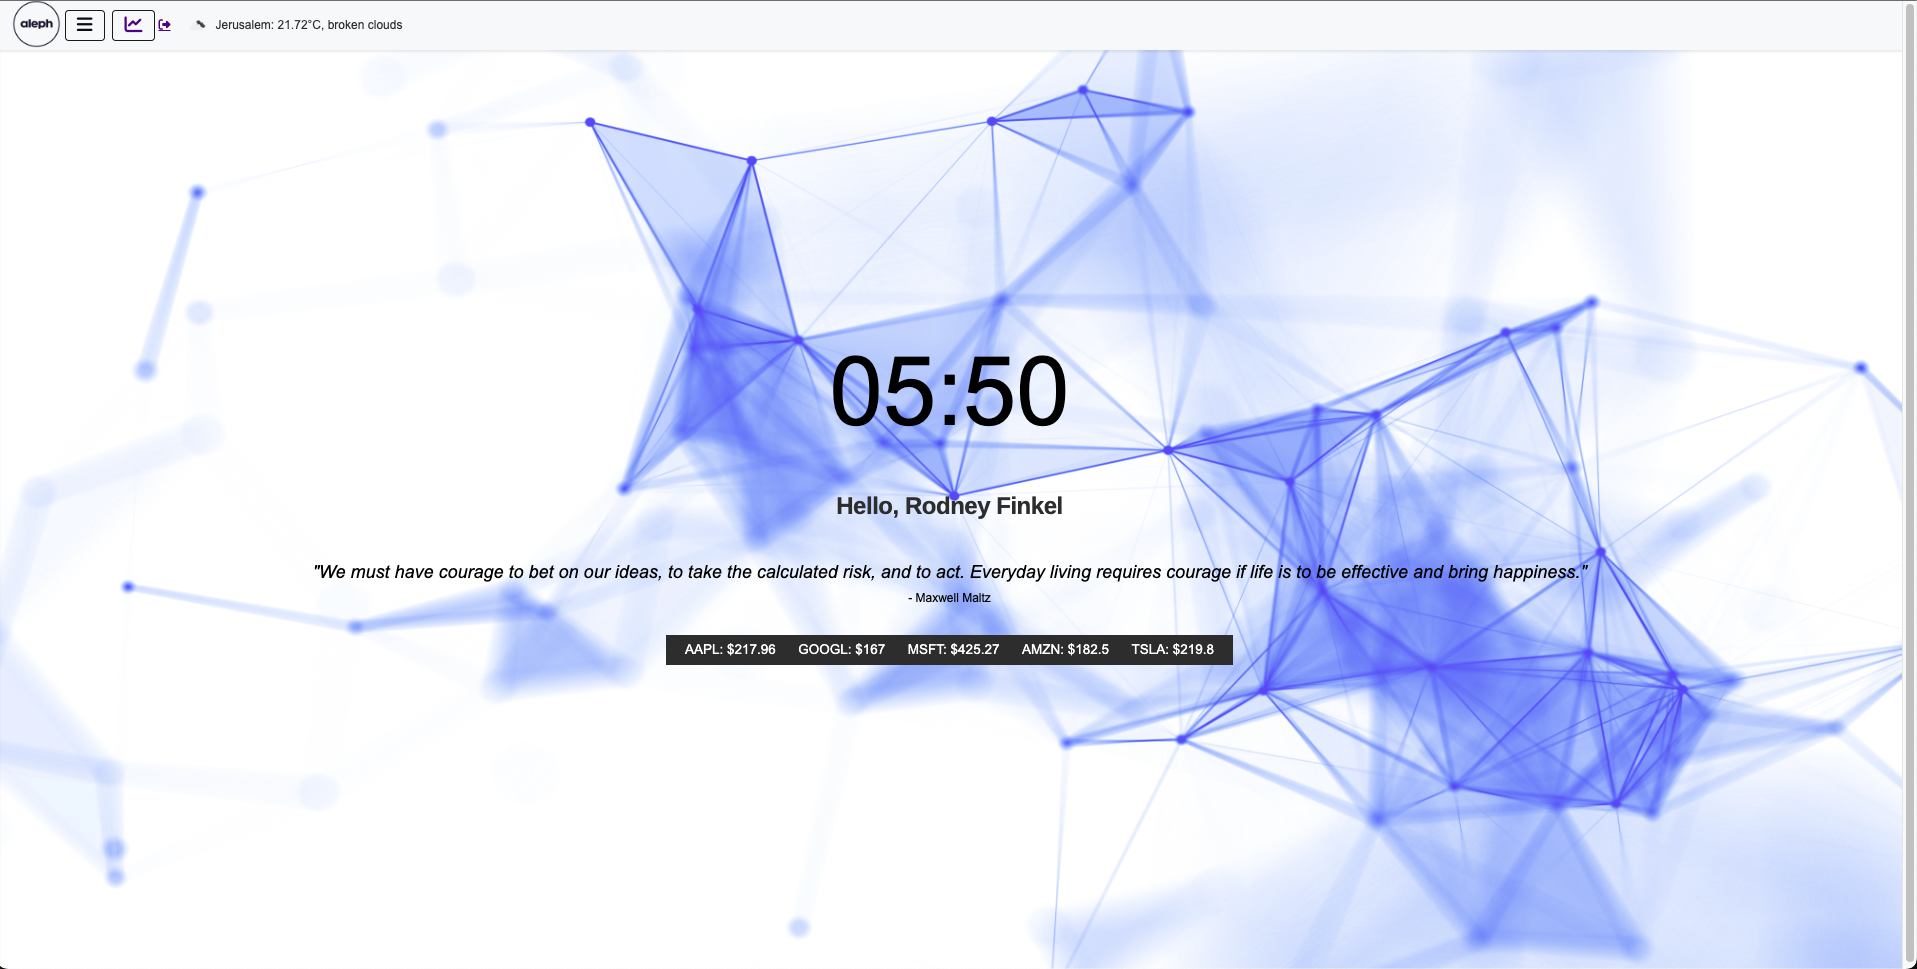 aleph
Jerusalem: 21.72°C, broken clouds
05:50
Hello, Rodney Finkel
"We must have courage to bet on our ideas, to take the calculated risk, and to act. Everyday living requires courage if life is to be effective and bring happiness."
- Maxwell Maltz
AAPL: $217.96 GOOGL: $167 MSFT: $425.27 AMZN: $182.5 TSLA: $219.8